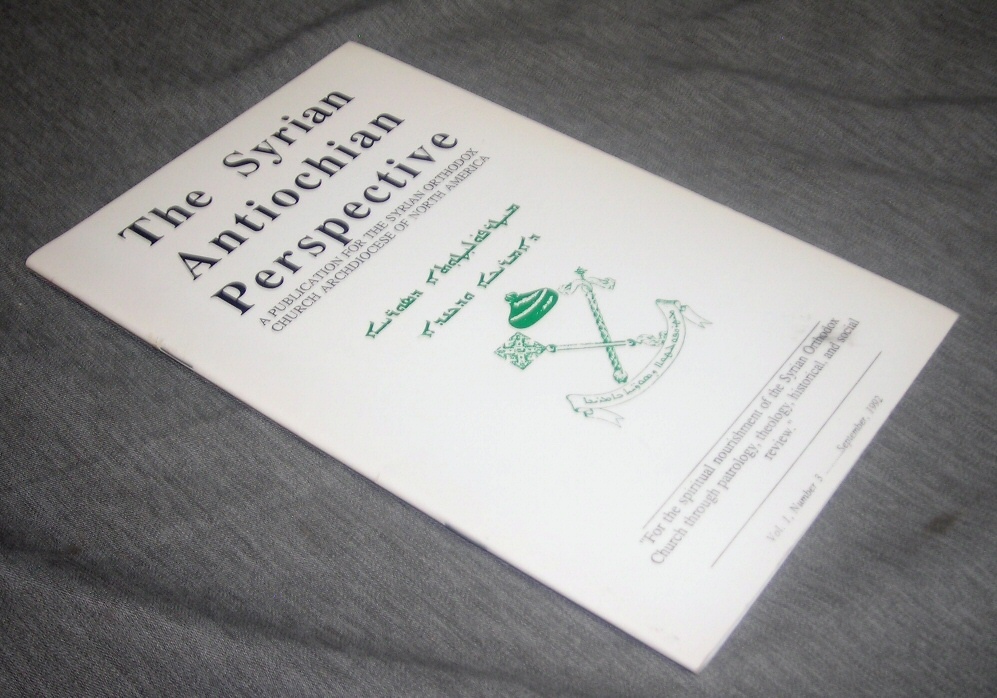 The Syrian
Antiochian
Perspective
A PUBLICATION FOR THE SYRIAN ORTHODOX
CHURCH ARCHDIOCESE OF NORTH AMERICA
"For the spiritual nourishment of the Syrian Orthodox
Church through patrology, theology, historical, and social
review."
Vol. 1, Number 3 September, 1992